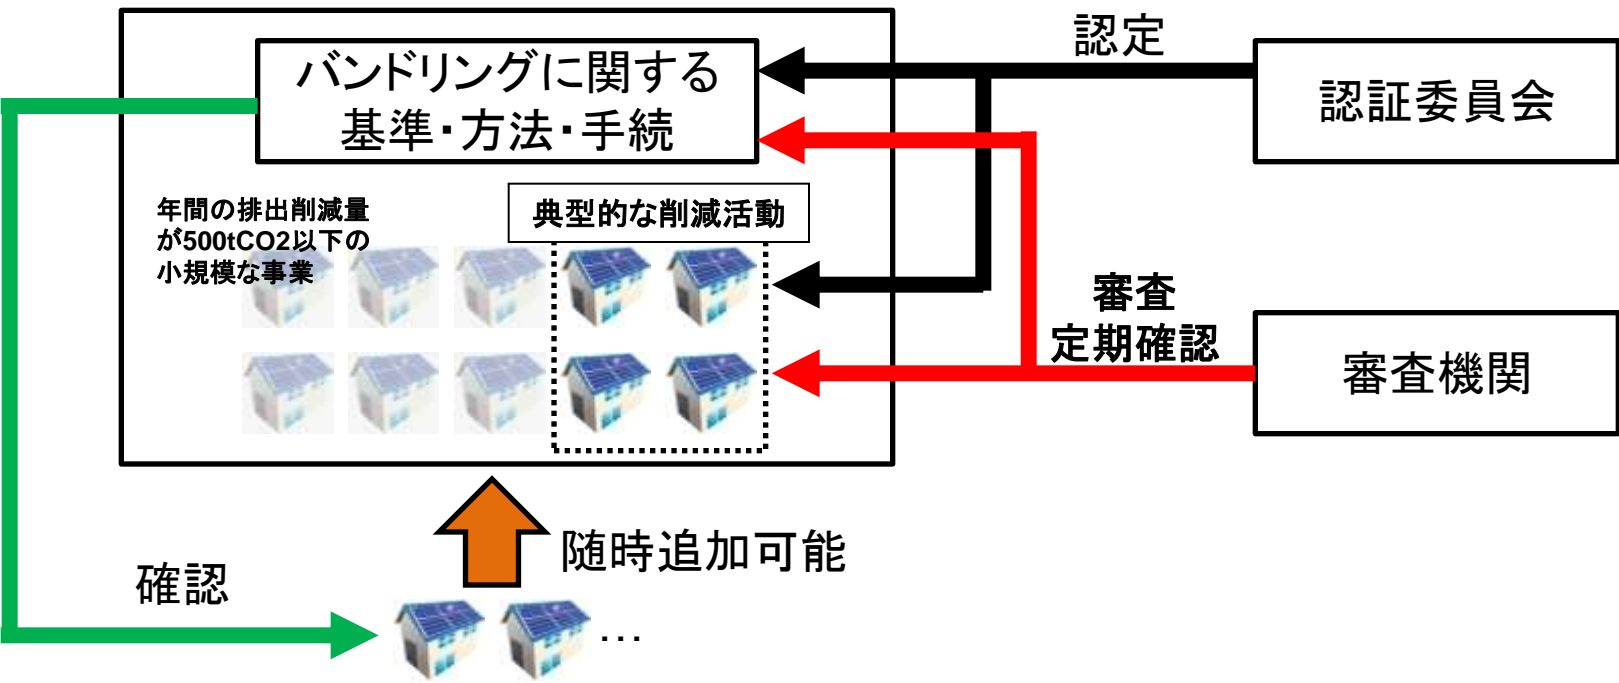 認定
バンドリングに関する
基準・方法・手続
認証委員会
年間の排出削減量
が500tCO2以下の
小規模な事業
典型的な削減活動
審査
定期確認
審査機関
随時追加可能
確認
・・・